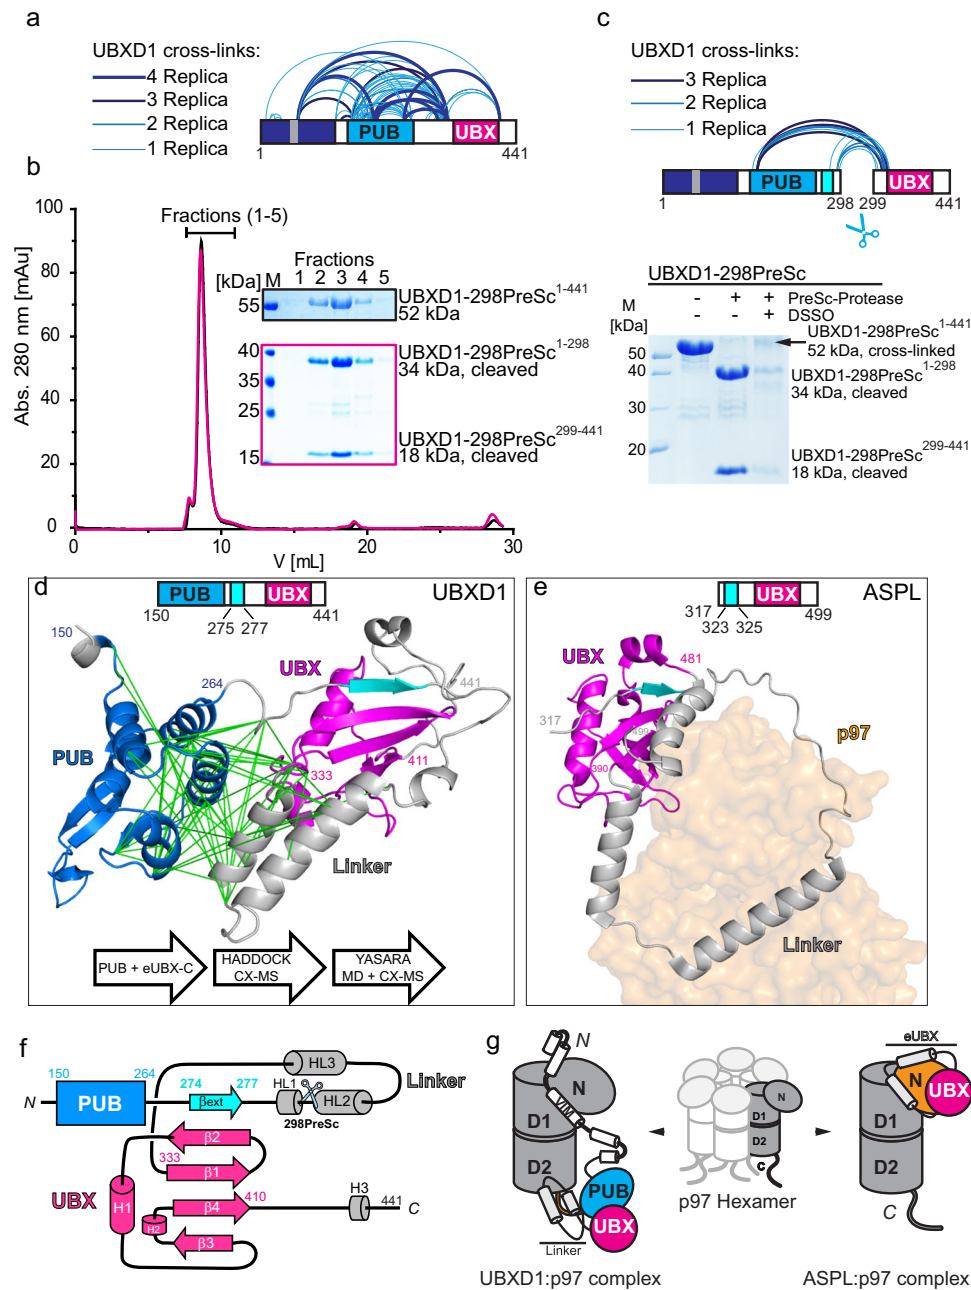 a
UBXD1 cross-links:
4 Replica
3 Replica
2 Replica
1 Replica
PUB
UBX
1
441
c
UBXD1 cross-links:
3 Replica
2 Replica
1 Replica
PUB
UBX
1
298
299
441
b
Abs. 280 nm [mAu]
100
80
60
40
20
0
0
10
20
30
V [mL]
Fractions (1-5)
Fractions
[kDa] M 1 2 3 4 5
55
UBXD1-298PreSc1-441
52 kDa
40
35
25
15
UBXD1-298PreSc1-298
34 kDa, cleaved
UBXD1-298PreSc299-441
18 kDa, cleaved
UBXD1-298PreSc
M
[kDa]
- + + PreSc-Protease
- - + DSSO
50
40
30
20
UBXD1-298PreSc1-441
52 kDa, cross-linked
UBXD1-298PreSc1-298
34 kDa, cleaved
UBXD1-298PreSc299-441
18 kDa, cleaved
d
PUB
UBX
150
275
277
441
UBXD1
150
264
UBX
441
PUB
333
411
Linker
PUB + eUBX-C
HADDOCK
CX-MS
YASARA
MD + CX-MS
e
UBX
317
323
325
499
ASPL
UBX
481
317
499
390
p97
Linker
f
150
264
274
277
HL3
Linker
N
PUB
βext
HL1
HL2
298PreSc
β2
333
β1
UBX
H1
H2
β4
410
H3
441
C
β3
g
N
N
D1
D2
PUB
UBX
Linker
UBXD1:p97 complex
D1
N
D2
C
p97 Hexamer
eUBX
N
UBX
D1
D2
C
ASPL:p97 complex